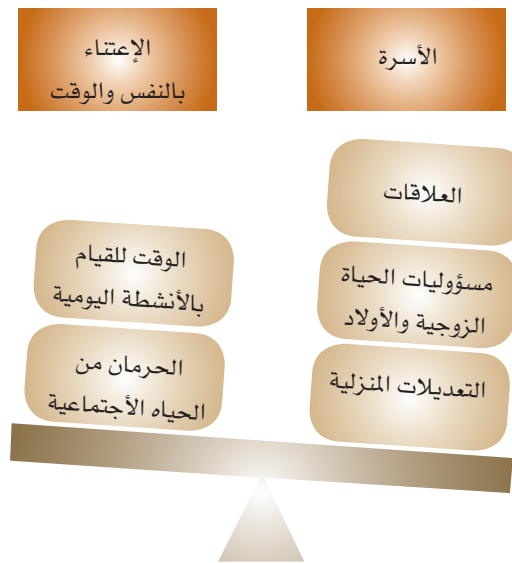 الأسرة
الإعتناء
بالنفس والوقت
العلاقات
مسؤوليات الحياة
الزوجية والأولاد
التعديلات المنزلية
الوقت للقيام
بالأنشطة اليومية
الحرمان من
الحياه الأجتماعية